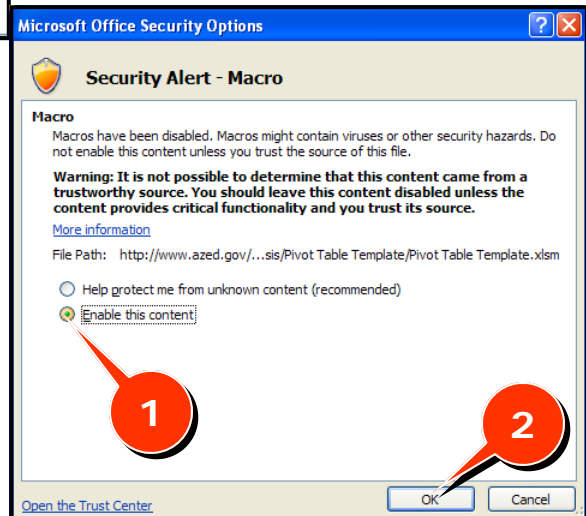 Microsoft Office Security Options
Security Alert - Macro
Macro
Macros have been disabled. Macros might contain viruses or other security hazards. Do
not enable this content unless you trust the source of this file.
Warning: It is not possible to determine that this content came from a
trustworthy source. You should leave this content disabled unless the
content provides critical functionality and you trust its source.
More information
File Path: http://www.azed.gov/...sis/Pivot Table Template/Pivot Table Template.xlsm
Help protect me from unknown content (recommended)
Enable this content
1
2
Open the Trust Center
OK
Cancel